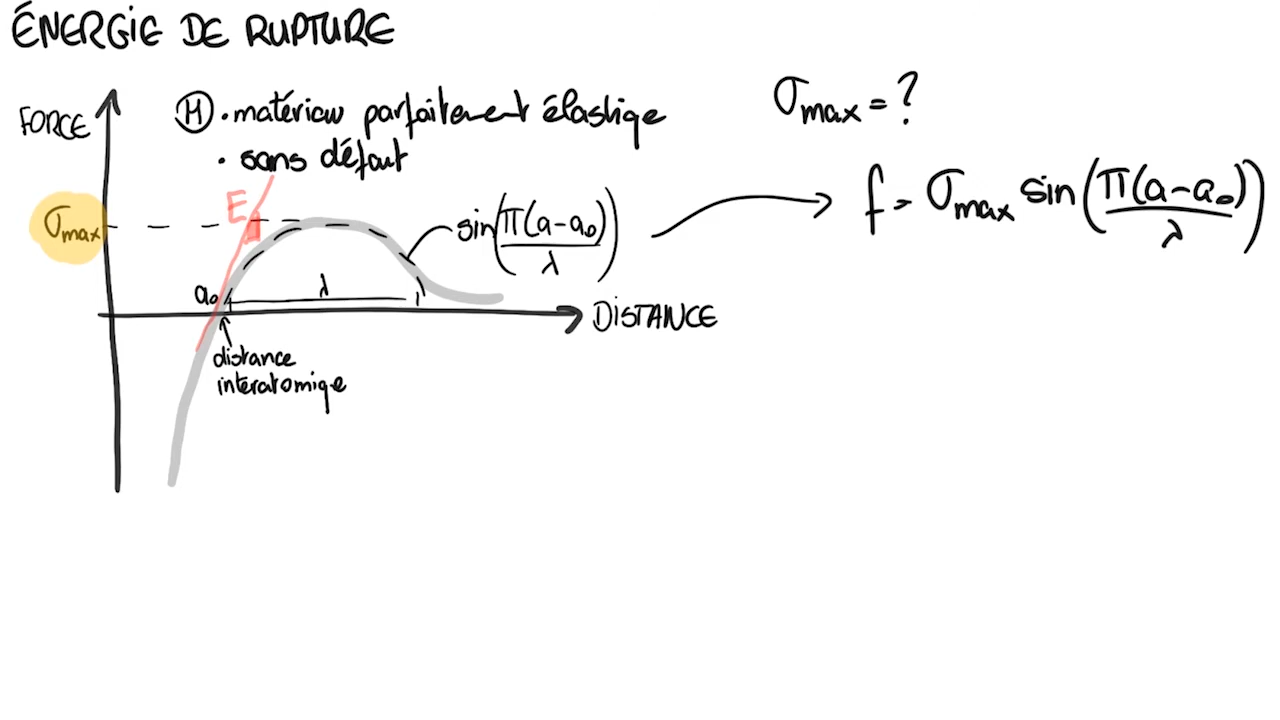 ÉNERGIE DE RUPTURE
FORCE
(H) • matériau parfaitement élastique
• sans défaut
E
σmax
sin(π(a-a₀)/λ)
a₀
λ
DISTANCE
distance
interatomique
σmax = ?
f = σmax sin(π(a-a₀)/λ)